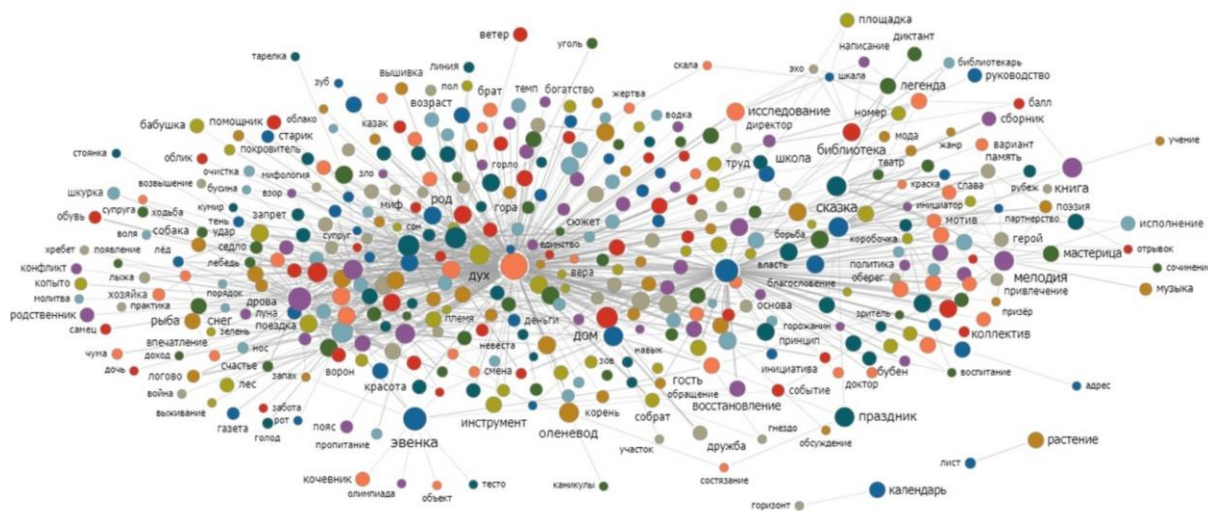 площадка
ветер
уголь
диктант
написание
тарелка
линия
скала
эхо
шкала
библиотекарь
руководство
зуб
вышивка
пол
брат
темп
богатство
жертва
легенда
возраст
исследование
номер
балл
сборник
бабушка
помощник
облако
казак
водка
директор
старик
библиотека
мода
жанр
учение
покровитель
горло
труд
школа
вариант
стоянка
облик
очистка
мифология
зло
театр
память
возвышение
бусина
взор
род
краска
слава
рубеж
книга
шкурка
миф
гора
сказка
инициатор
поэзия
обувь
супруга
ходьба
кумир
запрет
сон
сюжет
мотив
партнерство
исполнение
воля
собака
тень
удар
супруг
единство
борьба
коробочка
герой
хребет
появление
лёд
седло
дух
вера
власть
политика
мастерица
отрывок
конфликт
лебедь
благословение
оберег
мелодия
сочинение
копыто
лыжа
хозяйка
порядок
дрова
привлечение
музыка
молитва
практика
луна
основа
призёр
родственник
рыба
снег
поездка
племя
деньги
зритель
самец
зелень
дом
горожанин
коллектив
чума
впечатление
нос
невеста
навык
принцип
доход
счастье
ворон
смена
зов
дочь
логово
запах
красота
гость
инициатива
доктор
бубен
воспитание
адрес
война
лес
обращение
событие
выживание
забота
корень
собрат
восстановление
газета
рот
пояс
инструмент
голод
пропитание
эвенка
оленевод
гнездо
праздник
участок
дружба
обсуждение
растение
кочевник
состязание
лист
олимпиада
объект
тесто
каникулы
горизонт
календарь